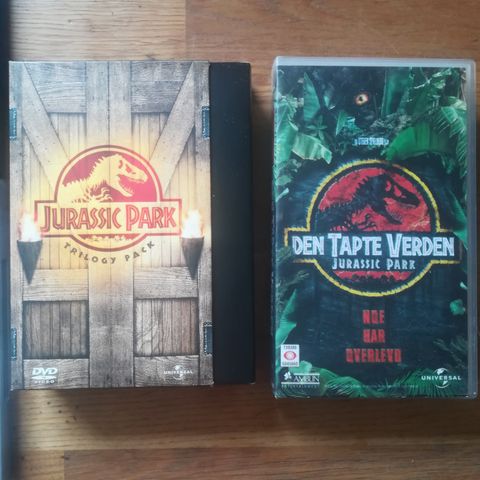 JURASSIC PARK
TRILOGY PACK
DVD
VIDEO
UNIVERSAL
DEN TAPTE VERDEN
JURASSIC PARK
NOE
HAR
OVERLEVD
UNIVERSAL